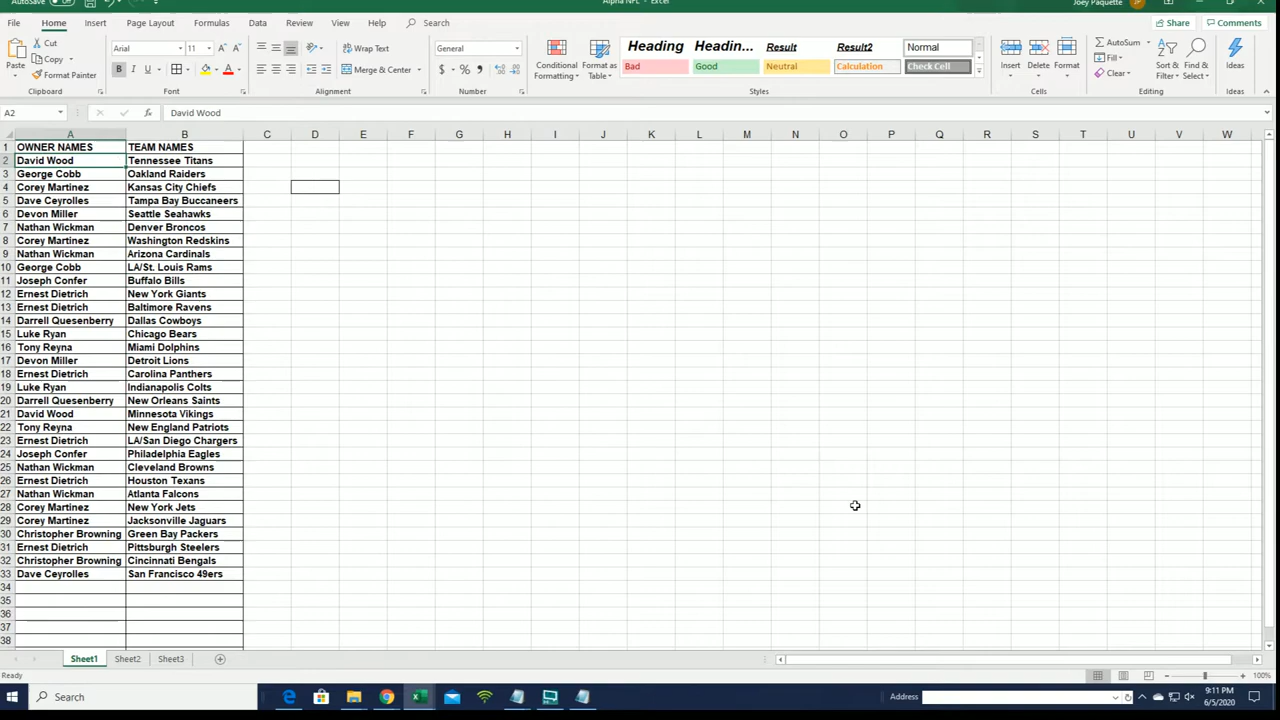 AutoSave Off Alpha NFL - Excel Joey Paquette JP
File Home Insert Page Layout Formulas Data Review View Help Search Share Comments
Paste Cut Copy Format Painter Clipboard
Arial 11 B I U Font
Wrap Text Merge & Center Alignment
General $ % Number
Conditional Formatting Format as Table
Heading Headin... Result Result2 Normal
Bad Good Neutral Calculation Check Cell
Styles
Insert Delete Format Cells
AutoSum Fill Clear Sort & Filter Find & Select Editing
Ideas Ideas
A2 fx David Wood
A B C D E F G H I J K L M N O P Q R S T U V W
1 OWNER NAMES TEAM NAMES
2 David Wood Tennessee Titans
3 George Cobb Oakland Raiders
4 Corey Martinez Kansas City Chiefs
5 Dave Ceyrolles Tampa Bay Buccaneers
6 Devon Miller Seattle Seahawks
7 Nathan Wickman Denver Broncos
8 Corey Martinez Washington Redskins
9 Nathan Wickman Arizona Cardinals
10 George Cobb LA/St. Louis Rams
11 Joseph Confer Buffalo Bills
12 Ernest Dietrich New York Giants
13 Ernest Dietrich Baltimore Ravens
14 Darrell Quesenberry Dallas Cowboys
15 Luke Ryan Chicago Bears
16 Tony Reyna Miami Dolphins
17 Devon Miller Detroit Lions
18 Ernest Dietrich Carolina Panthers
19 Luke Ryan Indianapolis Colts
20 Darrell Quesenberry New Orleans Saints
21 David Wood Minnesota Vikings
22 Tony Reyna New England Patriots
23 Ernest Dietrich LA/San Diego Chargers
24 Joseph Confer Philadelphia Eagles
25 Nathan Wickman Cleveland Browns
26 Ernest Dietrich Houston Texans
27 Nathan Wickman Atlanta Falcons
28 Corey Martinez New York Jets
29 Corey Martinez Jacksonville Jaguars
30 Christopher Browning Green Bay Packers
31 Ernest Dietrich Pittsburgh Steelers
32 Christopher Browning Cincinnati Bengals
33 Dave Ceyrolles San Francisco 49ers
34
35
36
37
38
Sheet1 Sheet2 Sheet3
Ready 100%
Search Address 9:11 PM
6/5/2020